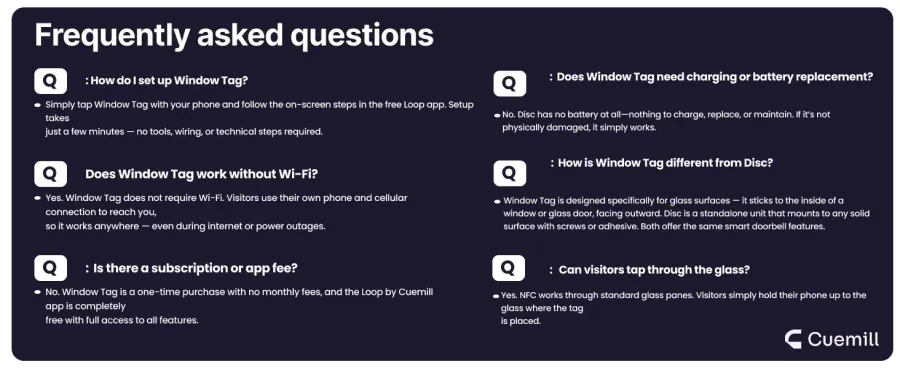 Frequently asked questions
Q : How do I set up Window Tag?
Simply tap Window Tag with your phone and follow the on-screen steps in the free Loop app. Setup
takes
just a few minutes — no tools, wiring, or technical steps required.
Q Does Window Tag work without Wi-Fi?
Yes. Window Tag does not require Wi-Fi. Visitors use their own phone and cellular
connection to reach you,
so it works anywhere — even during internet or power outages.
Q : Is there a subscription or app fee?
No. Window Tag is a one-time purchase with no monthly fees, and the Loop by Cuemill
app is completely
free with full access to all features.
Q : Does Window Tag need charging or battery replacement?
No. Disc has no battery at all—nothing to charge, replace, or maintain. If it's not
physically damaged, it simply works.
Q : How is Window Tag different from Disc?
Window Tag is designed specifically for glass surfaces — it sticks to the inside of a
window or glass door, facing outward. Disc is a standalone unit that mounts to any solid
surface with screws or adhesive. Both offer the same smart doorbell features.
Q : Can visitors tap through the glass?
Yes. NFC works through standard glass panes. Visitors simply hold their phone up to the
glass where the tag
is placed.
Cuemill